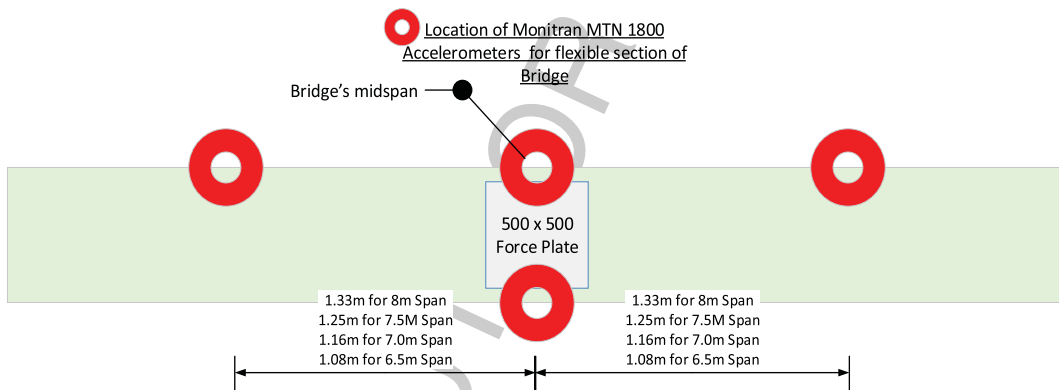 Location of Monitran MTN 1800
Accelerometers for flexible section of
Bridge
Bridge's midspan
500 x 500
Force Plate
1.33m for 8m Span
1.25m for 7.5M Span
1.16m for 7.0m Span
1.08m for 6.5m Span
1.33m for 8m Span
1.25m for 7.5M Span
1.16m for 7.0m Span
1.08m for 6.5m Span